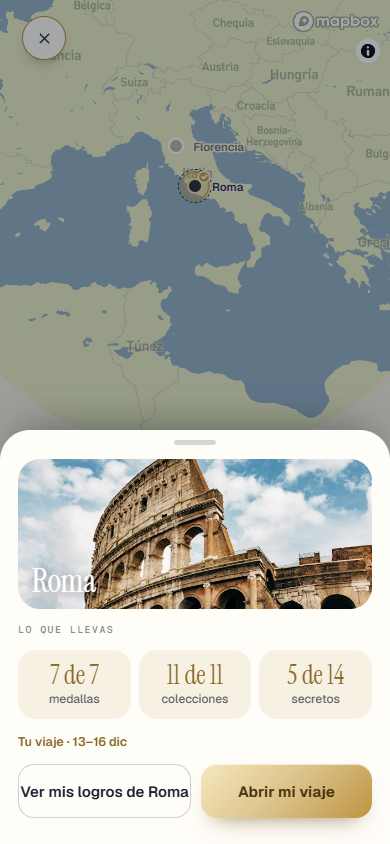 Bélgica
Chequia
mapbox
Eslovaquia
Austria
Hungría
Suiza
Croacia
Bosnia-
Herzegovina
Florencia
Roma
Albania
Túnez
Roma
LO QUE LLEVAS
7 de 7
11 de 11
5 de 14
medallas
colecciones
secretos
Tu viaje · 13–16 dic
Ver mis logros de Roma
Abrir mi viaje